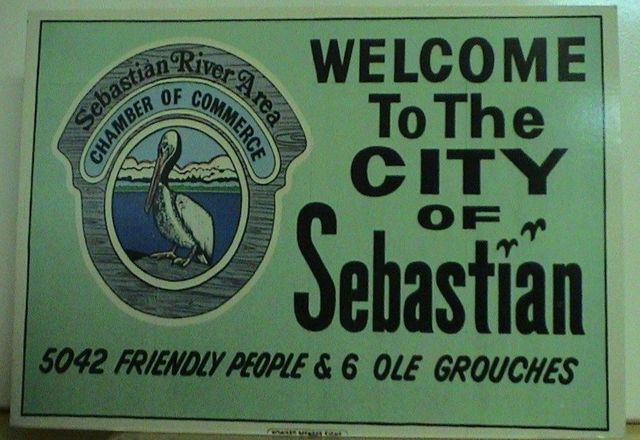 Sebastian River Area
CHAMBER OF COMMERCE
WELCOME
To The
CITY
OF
Sebastian
5042 FRIENDLY PEOPLE & 6 OLE GROUCHES